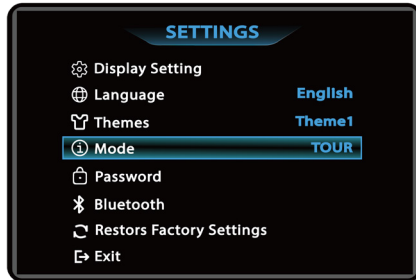 SETTINGS
Display Setting
Language English
Themes Theme1
Mode TOUR
Password
Bluetooth
Restors Factory Settings
Exit